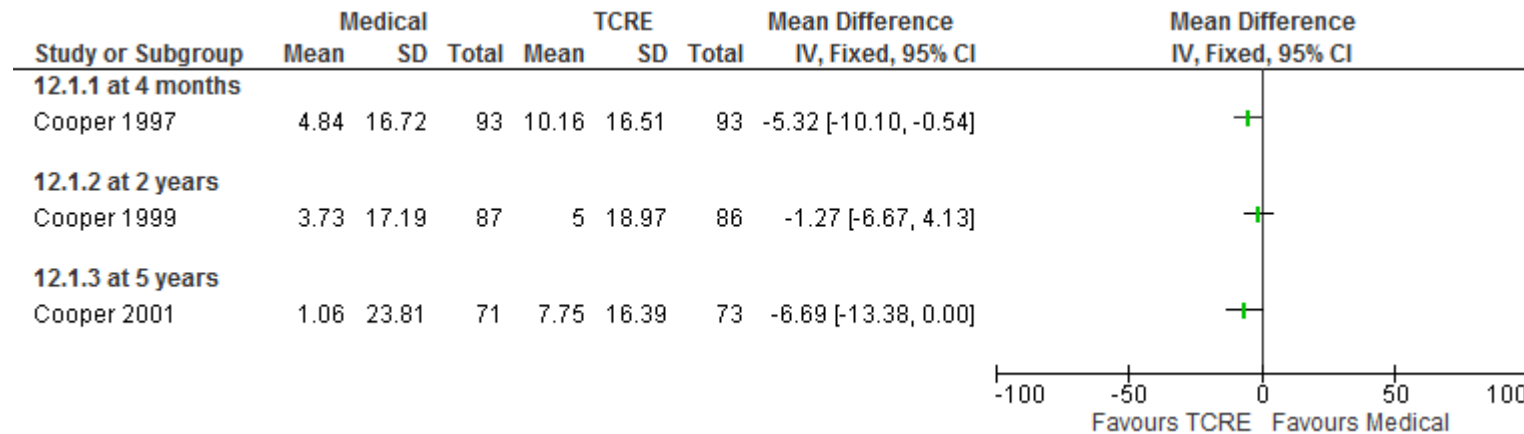 Medical TCRE Mean Difference Mean Difference
Study or Subgroup Mean SD Total Mean SD Total IV, Fixed, 95% CI IV, Fixed, 95% CI
12.1.1 at 4 months
Cooper 1997 4.84 16.72 93 10.16 16.51 93 -5.32 [-10.10, -0.54]
12.1.2 at 2 years
Cooper 1999 3.73 17.19 87 5 18.97 86 -1.27 [-6.67, 4.13]
12.1.3 at 5 years
Cooper 2001 1.06 23.81 71 7.75 16.39 73 -6.69 [-13.38, 0.00]
-100 -50 0 50 100
Favours TCRE Favours Medical